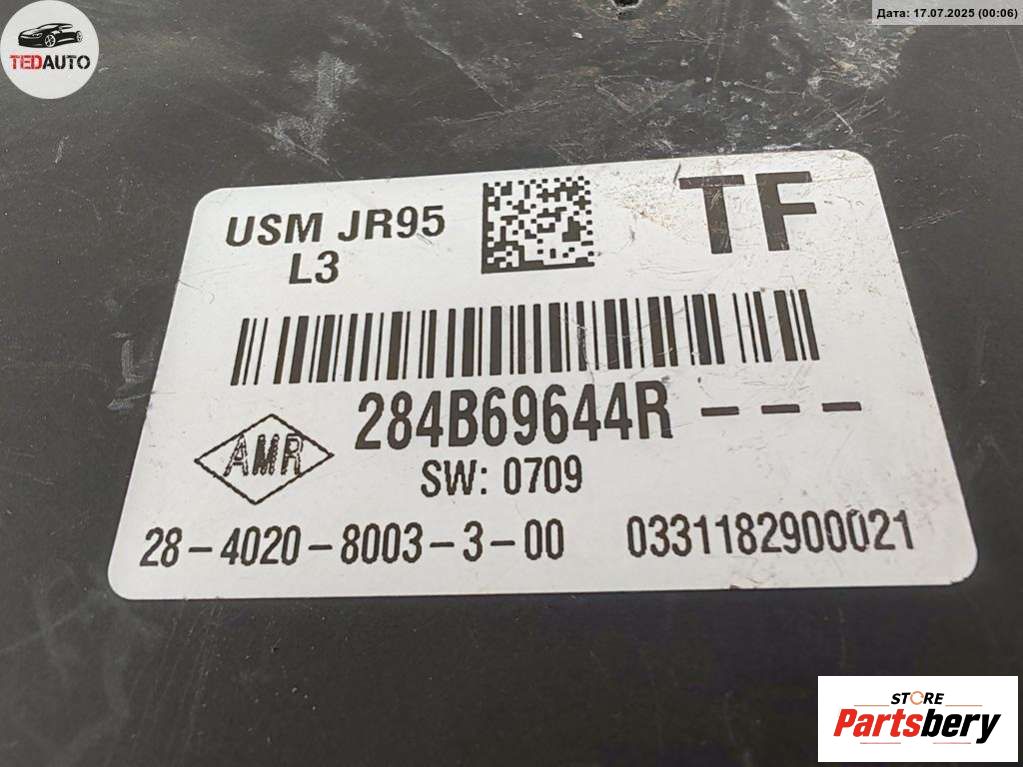 TEDAUTO
Дата: 17.07.2025 (00:06)
USM JR95
L3
TF
284B69644R - - -
AMR
SW: 0709
28-4020-8003-3-00 0331182900021
STORE
Partsbery